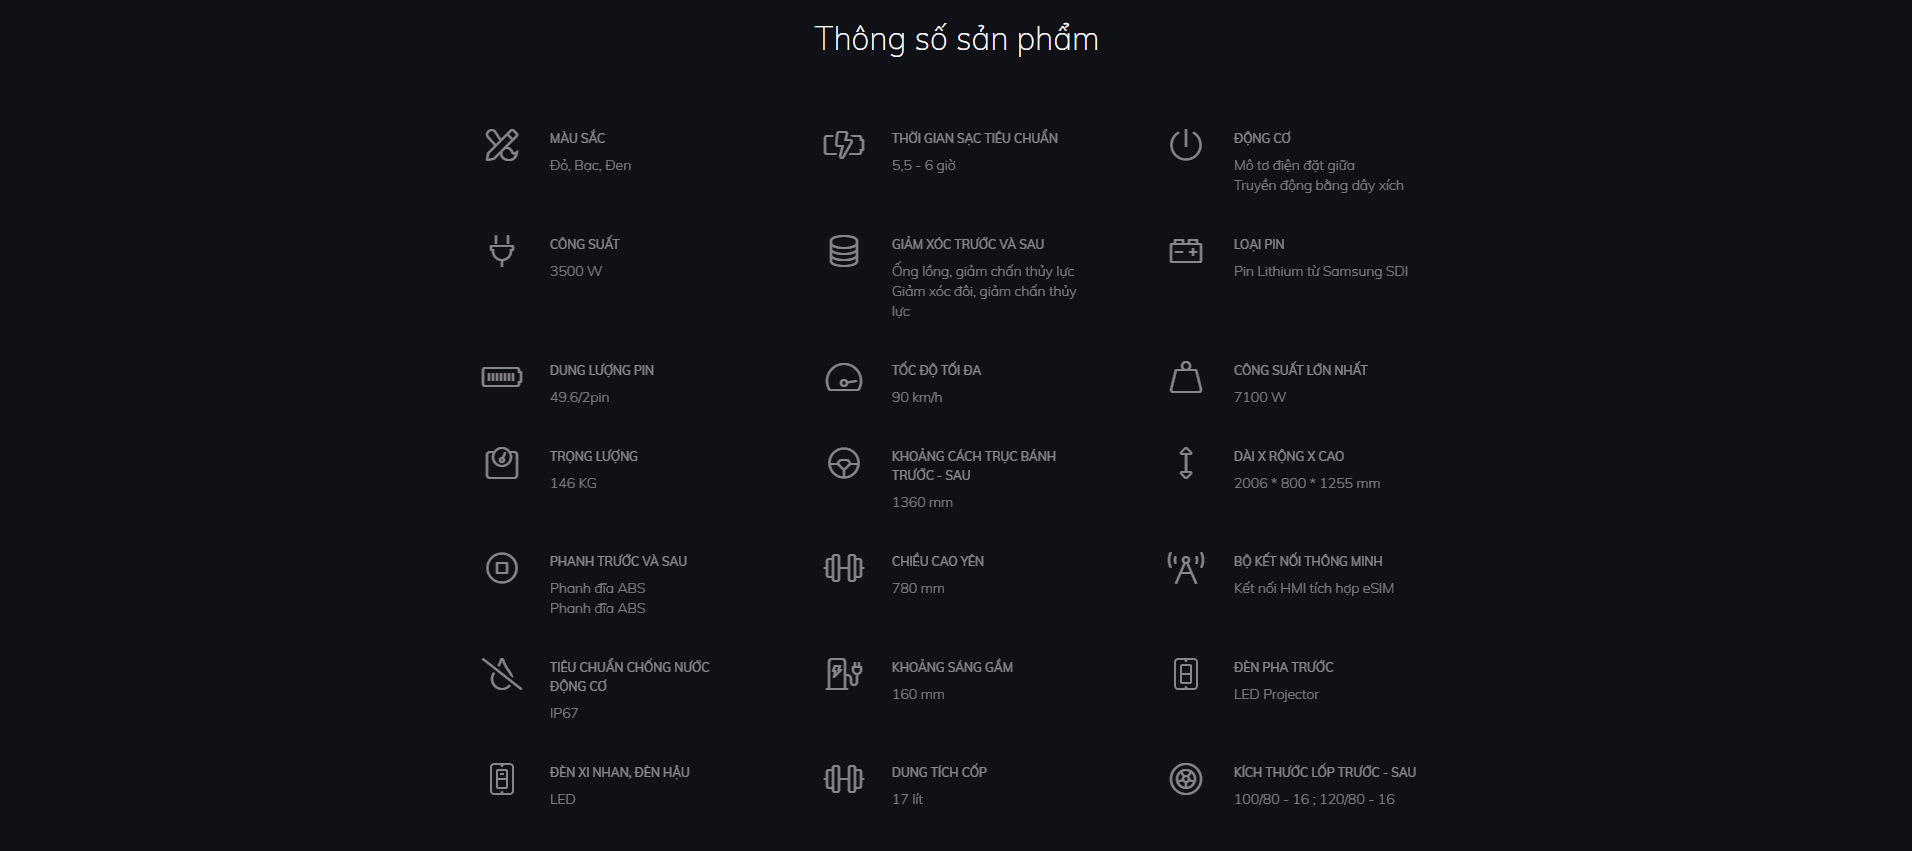 Thông số sản phẩm
MÀU SẮC
Đỏ, Bạc, Đen
THỜI GIAN SẠC TIÊU CHUẨN
5,5 - 6 giờ
ĐỘNG CƠ
Mô tơ điện đặt giữa
Truyền động bằng dây xích
CÔNG SUẤT
3500 W
GIẢM XÓC TRƯỚC VÀ SAU
Ống lồng, giảm chấn thủy lực
Giảm xóc đôi, giảm chấn thủy
lực
LOẠI PIN
Pin Lithium từ Samsung SDI
DUNG LƯỢNG PIN
49.6/2pin
TỐC ĐỘ TỐI ĐA
90 km/h
CÔNG SUẤT LỚN NHẤT
7100 W
TRỌNG LƯỢNG
146 KG
KHOẢNG CÁCH TRỤC BÁNH
TRƯỚC - SAU
1360 mm
DÀI X RỘNG X CAO
2006 * 800 * 1255 mm
PHANH TRƯỚC VÀ SAU
Phanh đĩa ABS
Phanh đĩa ABS
CHIỀU CAO YÊN
780 mm
BỘ KẾT NỐI THÔNG MINH
Kết nối HMI tích hợp eSIM
TIÊU CHUẨN CHỐNG NƯỚC
ĐỘNG CƠ
IP67
KHOẢNG SÁNG GẦM
160 mm
ĐÈN PHA TRƯỚC
LED Projector
ĐÈN XI NHAN, ĐÈN HẬU
LED
DUNG TÍCH CỐP
17 lít
KÍCH THƯỚC LỐP TRƯỚC - SAU
100/80 - 16 ; 120/80 - 16